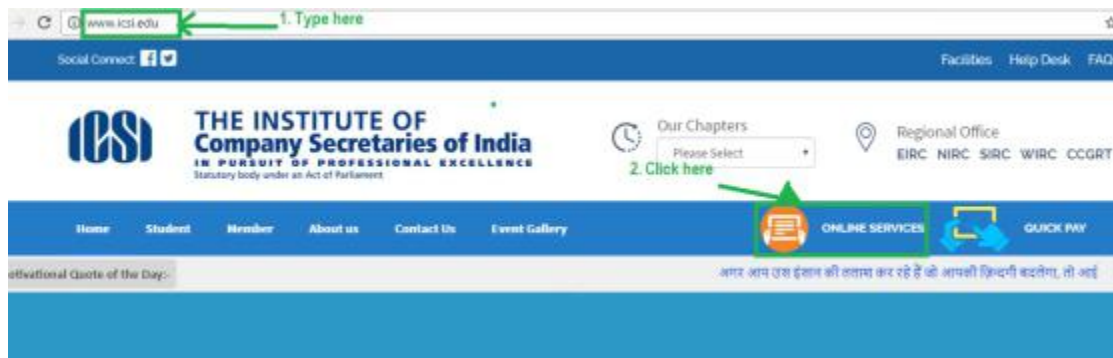 www.icsi.edu
1. Type here
Social Connect
Facilities Help Desk FAQ
ICSI
THE INSTITUTE OF
Company Secretaries of India
IN PURSUIT OF PROFESSIONAL EXCELLENCE
Statutory body under an Act of Parliament
Our Chapters
Please Select
Regional Office
EIRC NIRC SIRC WIRC CCGRT
2. Click here
Home Student Member About us Contact Us Event Gallery
ONLINE SERVICES
QUICK PAY
otivational Quote of the Day:-
अगर आप उस इंसान की तलाश कर रहे हैं जो आपकी ज़िन्दगी बदलेगा, तो आई